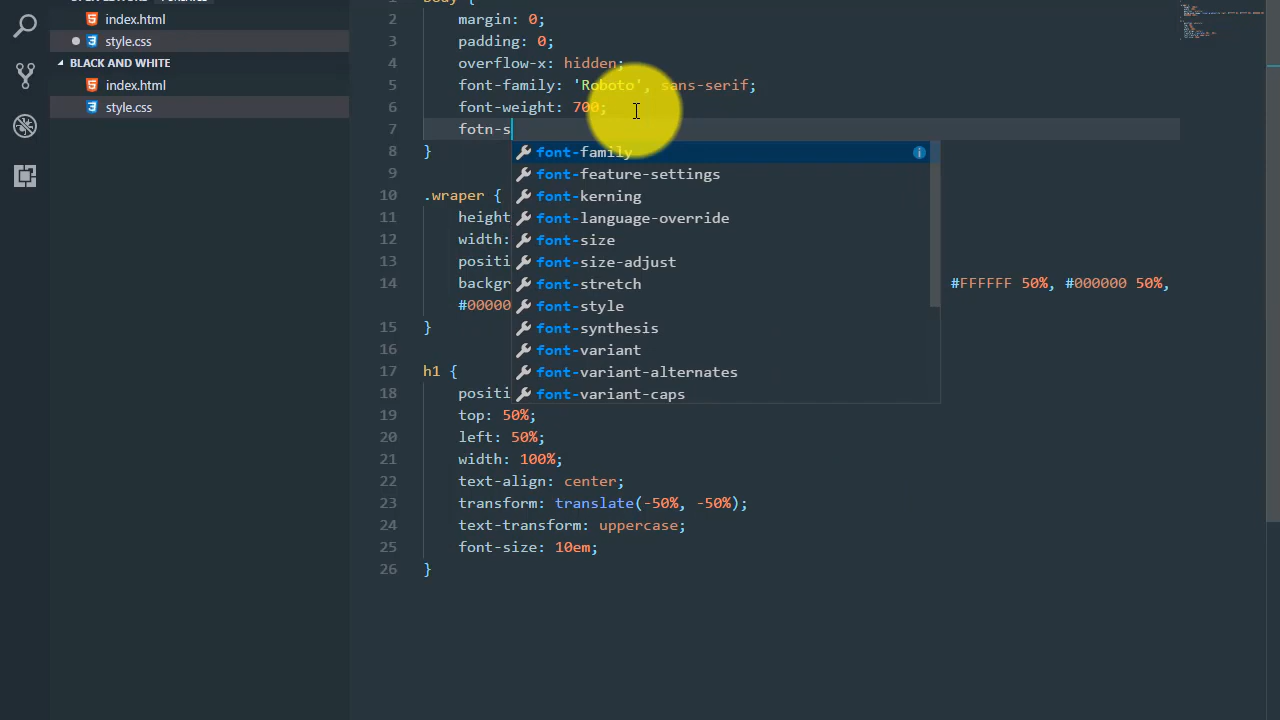 index.html
style.css
BLACK AND WHITE
index.html
style.css
1 body {
2 margin: 0;
3 padding: 0;
4 overflow-x: hidden;
5 font-family: 'Roboto', sans-serif;
6 font-weight: 700;
7 fotn-s
8 }
font-family
9
font-feature-settings
10 .wraper {
font-kerning
11 height
font-language-override
12 width:
font-size
13 positi
font-size-adjust
14 backgr
font-stretch
#FFFFFF 50%, #000000 50%,
#00000
font-style
15 }
font-synthesis
16
font-variant
17 h1 {
font-variant-alternates
18 positi
font-variant-caps
19 top: 50%;
20 left: 50%;
21 width: 100%;
22 text-align: center;
23 transform: translate(-50%, -50%);
24 text-transform: uppercase;
25 font-size: 10em;
26 }